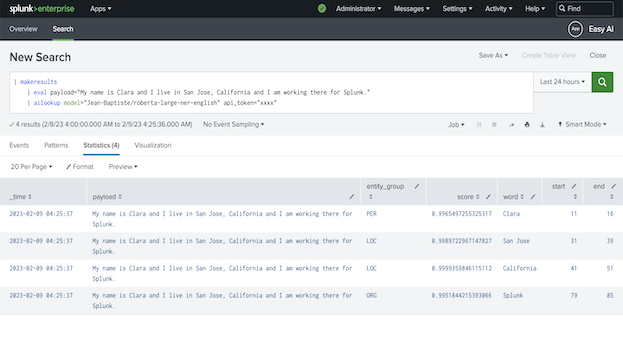 splunk>enterprise Apps Administrator Messages Settings Activity Help Find
Overview Search App Easy AI
New Search Save As Create Table View Close
| makeresults
| eval payload="My name is Clara and I live in San Jose, California and I am working there for Splunk."
| ailookup model="Jean-Baptiste/roberta-large-ner-english" api_token="xxxx"
Last 24 hours
4 results (2/8/23 4:00:00.000 AM to 2/9/23 4:25:36.000 AM) No Event Sampling Job Smart Mode
Events Patterns Statistics (4) Visualization
20 Per Page Format Preview
_time payload entity_group score word start end
2023-02-09 04:25:37 My name is Clara and I live in San Jose, California and I am working there for PER 0.9965497255325317 Clara 11 16
Splunk.
2023-02-09 04:25:37 My name is Clara and I live in San Jose, California and I am working there for LOC 0.9989722967147827 San Jose 31 39
Splunk.
2023-02-09 04:25:37 My name is Clara and I live in San Jose, California and I am working there for LOC 0.9999359846115112 California 41 51
Splunk.
2023-02-09 04:25:37 My name is Clara and I live in San Jose, California and I am working there for ORG 0.9951844215393066 Splunk 79 85
Splunk.